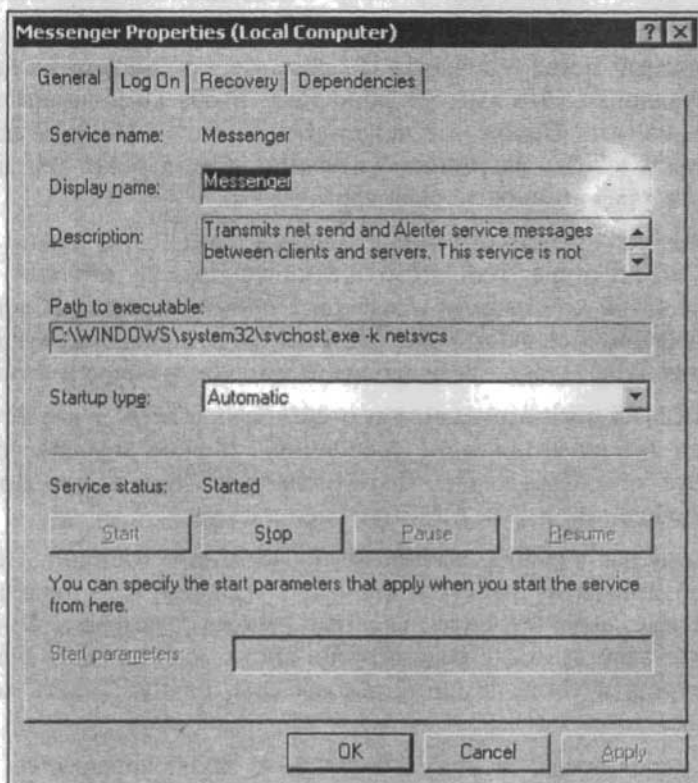 Messenger Properties (Local Computer)
General Log On Recovery Dependencies
Service name: Messenger
Display name: Messenger
Description: Transmits net send and Alerter service messages
between clients and servers. This service is not
Path to executable:
C:\WINDOWS\system32\svchost.exe -k netsvcs
Startup type: Automatic
Service status: Started
Start Stop Pause Resume
You can specify the start parameters that apply when you start the service
from here.
Start parameters:
OK Cancel Apply